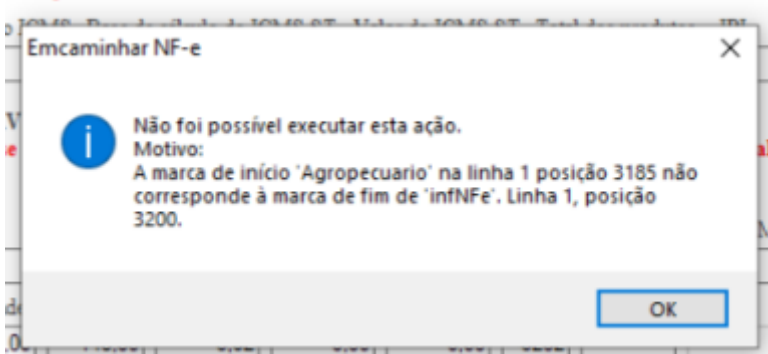 Emcaminhar NF-e
Não foi possível executar esta ação.
Motivo:
A marca de início 'Agropecuario' na linha 1 posição 3185 não
corresponde à marca de fim de 'infNFe'. Linha 1, posição
3200.
OK